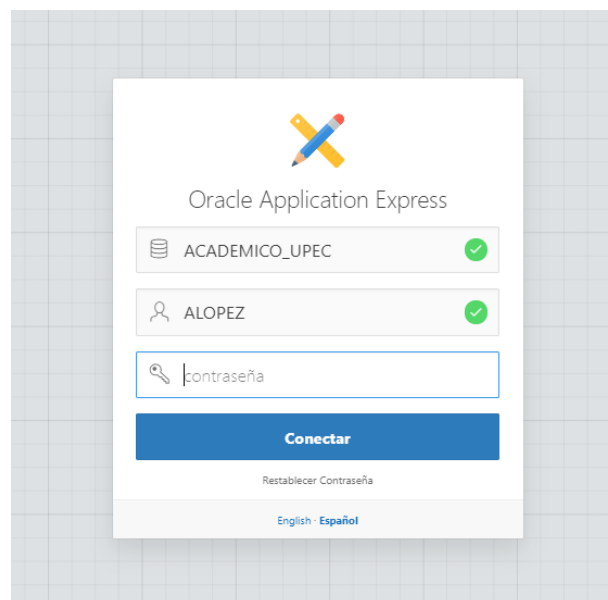 Oracle Application Express
ACADEMICO_UPEC
ALOPEZ
contraseña
Conectar
Restablecer Contraseña
English · Español